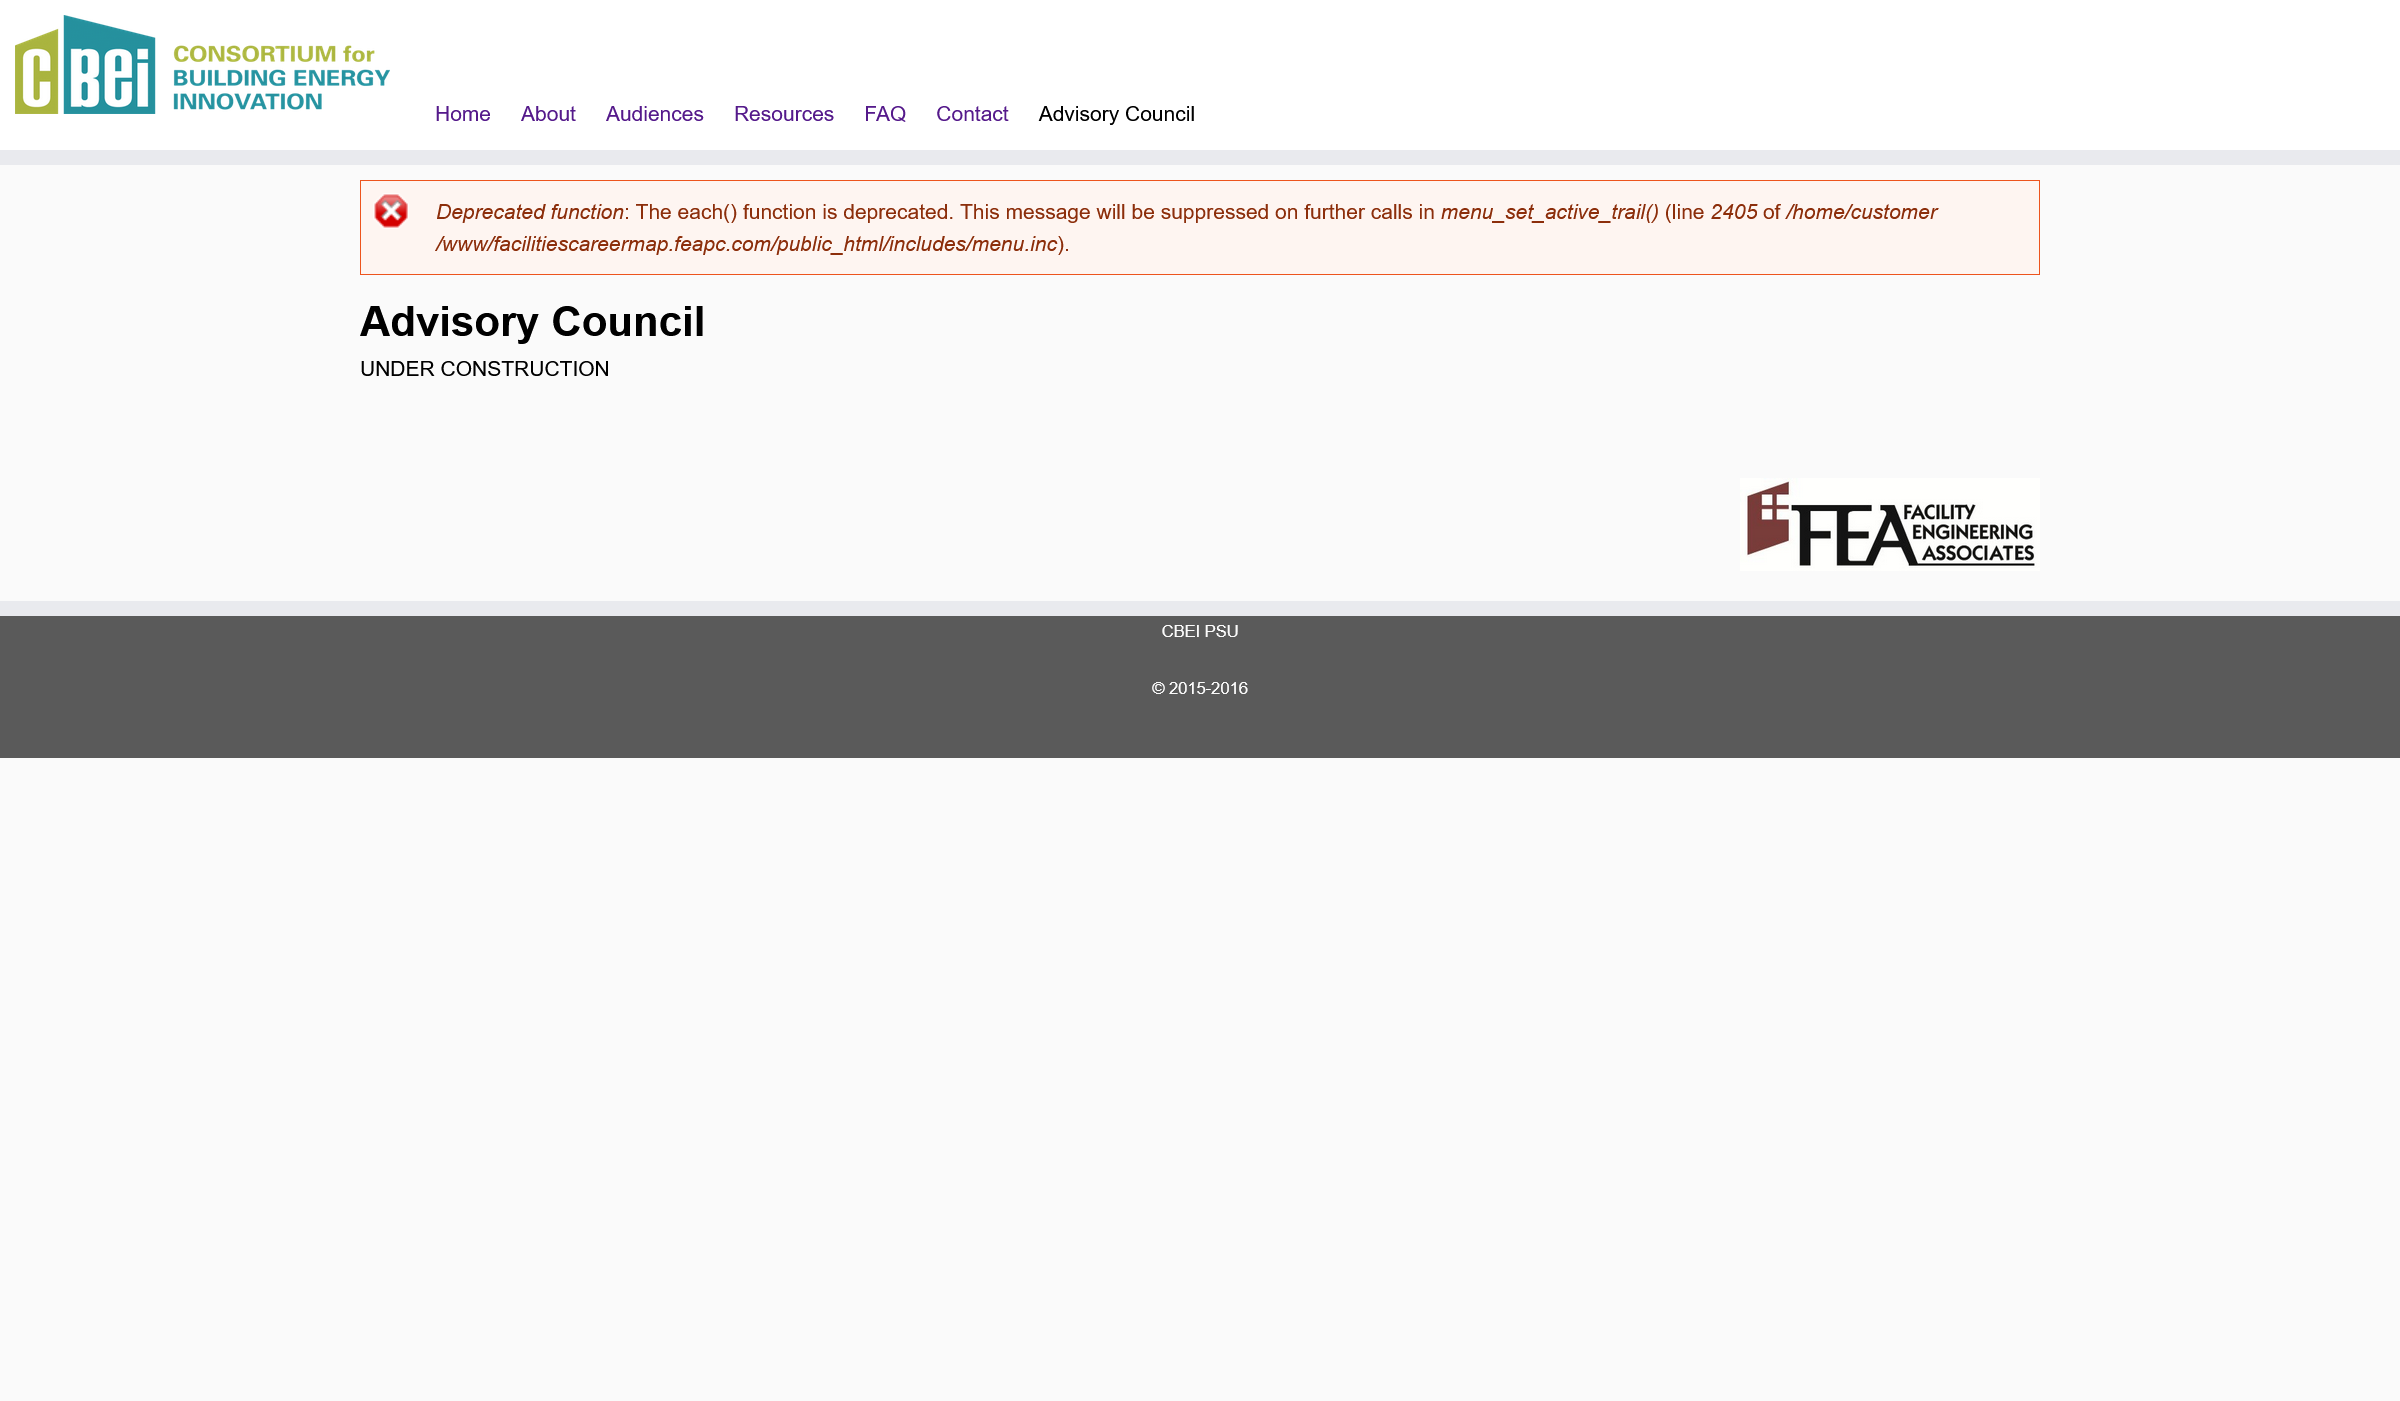 CBEi
CONSORTIUM for
BUILDING ENERGY
INNOVATION
Home About Audiences Resources FAQ Contact Advisory Council
Deprecated function: The each() function is deprecated. This message will be suppressed on further calls in menu_set_active_trail() (line 2405 of /home/customer
/www/facilitiescareermap.feapc.com/public_html/includes/menu.inc).
Advisory Council
UNDER CONSTRUCTION
FEA FACILITY
ENGINEERING
ASSOCIATES
CBEI PSU
© 2015-2016